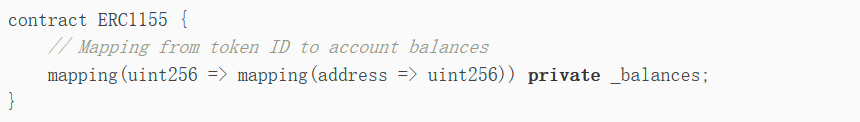 contract ERC1155 {
    // Mapping from token ID to account balances
    mapping(uint256 => mapping(address => uint256)) private _balances;
}